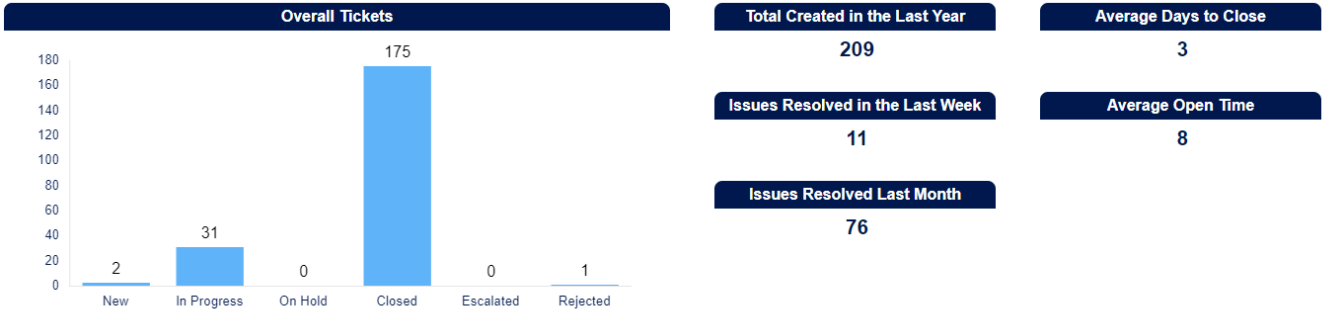 Overall Tickets
180
160
140
120
100
80
60
40
20
0
2
31
0
175
0
1
New
In Progress
On Hold
Closed
Escalated
Rejected
Total Created in the Last Year
209
Average Days to Close
3
Issues Resolved in the Last Week
11
Average Open Time
8
Issues Resolved Last Month
76